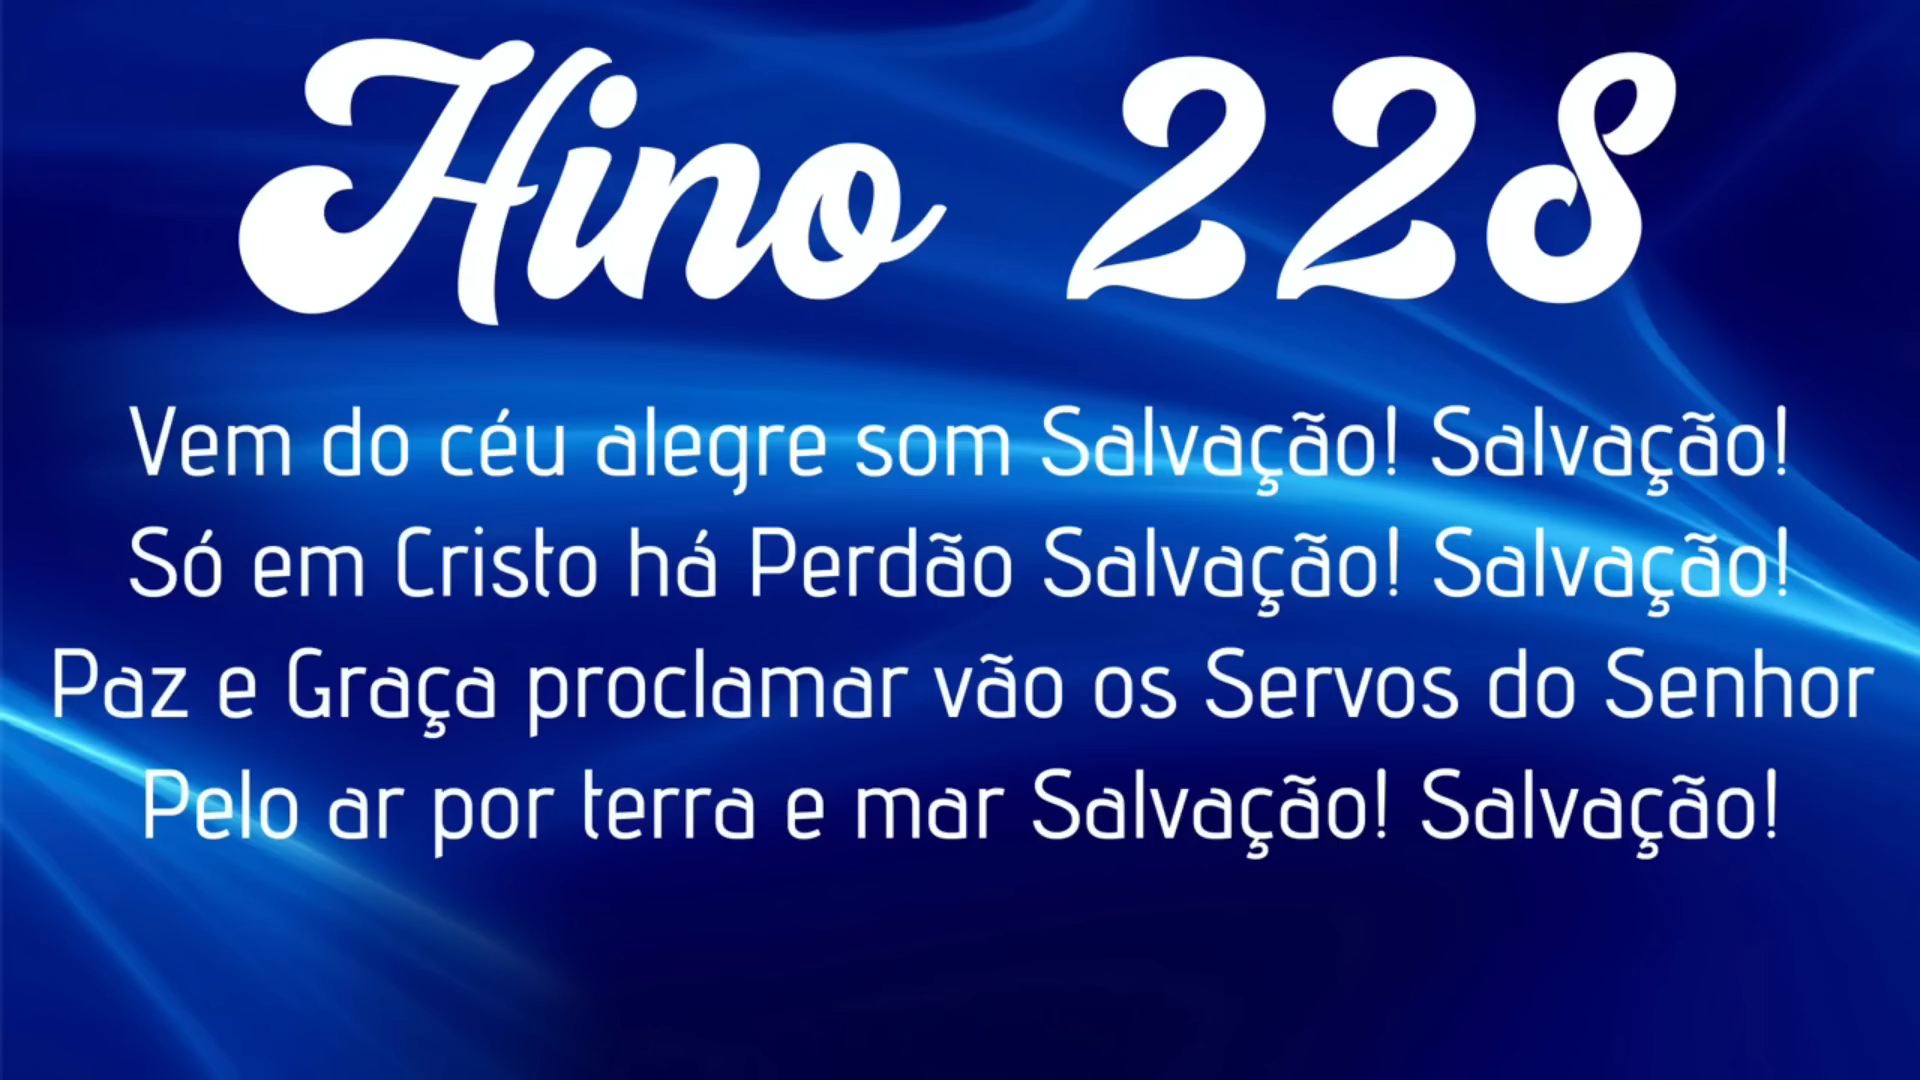 Hino 228
Vem do céu alegre som Salvação! Salvação!
Só em Cristo há Perdão Salvação! Salvação!
Paz e Graça proclamar vão os Servos do Senhor
Pelo ar por terra e mar Salvação! Salvação!